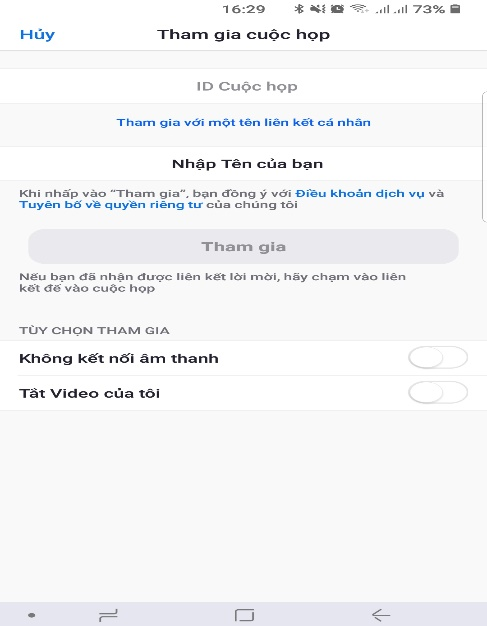 16:29 73%
Hủy Tham gia cuộc họp
ID Cuộc họp
Tham gia với một tên liên kết cá nhân
Nhập Tên của bạn
Khi nhấp vào "Tham gia", bạn đồng ý với Điều khoản dịch vụ và
Tuyên bố về quyền riêng tư của chúng tôi
Tham gia
Nếu bạn đã nhận được liên kết lời mời, hãy chạm vào liên
kết để vào cuộc họp
TÙY CHỌN THAM GIA
Không kết nối âm thanh
Tắt Video của tôi